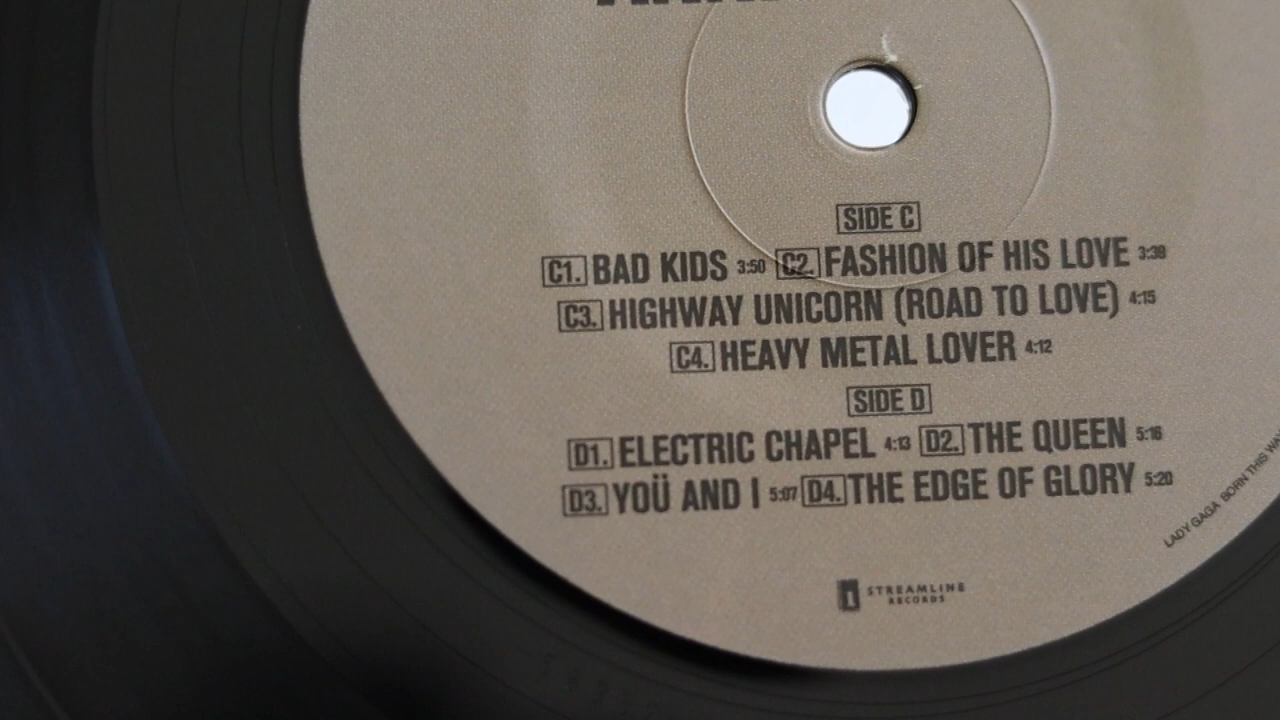 SIDE C
C1. BAD KIDS 3:50 C2. FASHION OF HIS LOVE 3:39
C3. HIGHWAY UNICORN (ROAD TO LOVE) 4:15
C4. HEAVY METAL LOVER 4:12
SIDE D
D1. ELECTRIC CHAPEL 4:13 D2. THE QUEEN 5:16
D3. YOÜ AND I 5:07 D4. THE EDGE OF GLORY 5:20
LADY GAGA BORN THIS
STREAMLINE
RECORDS